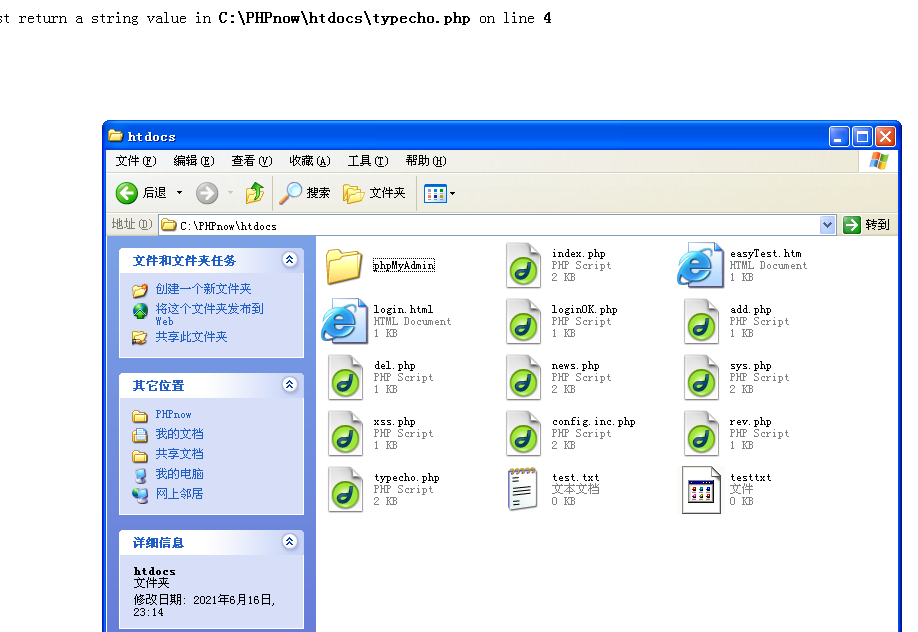 st return a string value in C:\PHPnow\htdocs\typecho.php on line 4
htdocs
文件(F) 编辑(E) 查看(V) 收藏(A) 工具(T) 帮助(H)
后退 搜索 文件夹
地址(D) C:\PHPnow\htdocs 转到
文件和文件夹任务
创建一个新文件夹
将这个文件夹发布到
Web
共享此文件夹
其它位置
PHPnow
我的文档
共享文档
我的电脑
网上邻居
详细信息
htdocs
文件夹
修改日期: 2021年6月16日,
23:14
phpMyAdmin
index.php
PHP Script
2 KB
easyTest.htm
HTML Document
1 KB
login.html
HTML Document
1 KB
loginOK.php
PHP Script
1 KB
add.php
PHP Script
1 KB
del.php
PHP Script
1 KB
news.php
PHP Script
2 KB
sys.php
PHP Script
2 KB
xss.php
PHP Script
1 KB
config.inc.php
PHP Script
2 KB
rev.php
PHP Script
1 KB
typecho.php
PHP Script
2 KB
test.txt
文本文档
0 KB
testtxt
文件
0 KB